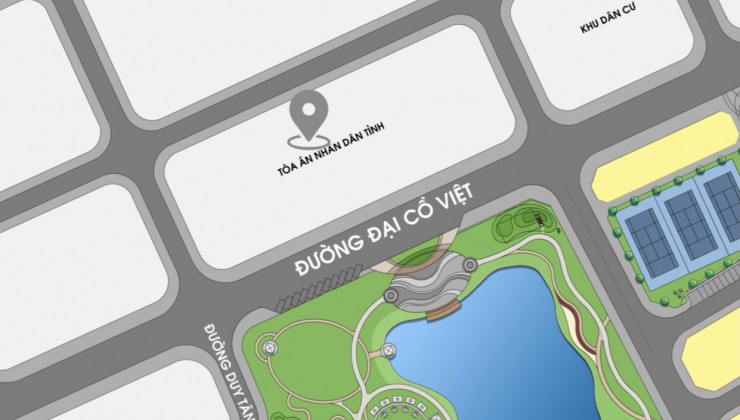 KHU DÂN CƯ
TÒA ÁN NHÂN DÂN TỈNH
ĐƯỜNG ĐẠI CỒ VIỆT
ĐƯỜNG DUY TÂN